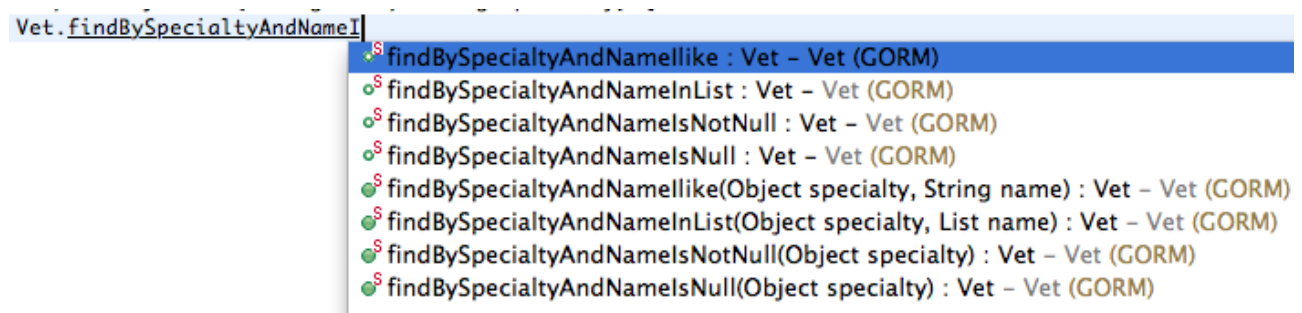 Vet.findBySpecialtyAndNameI
findBySpecialtyAndNameIlike : Vet – Vet (GORM)
findBySpecialtyAndNameInList : Vet – Vet (GORM)
findBySpecialtyAndNameIsNotNull : Vet – Vet (GORM)
findBySpecialtyAndNameIsNull : Vet – Vet (GORM)
findBySpecialtyAndNameIlike(Object specialty, String name) : Vet – Vet (GORM)
findBySpecialtyAndNameInList(Object specialty, List name) : Vet – Vet (GORM)
findBySpecialtyAndNameIsNotNull(Object specialty) : Vet – Vet (GORM)
findBySpecialtyAndNameIsNull(Object specialty) : Vet – Vet (GORM)